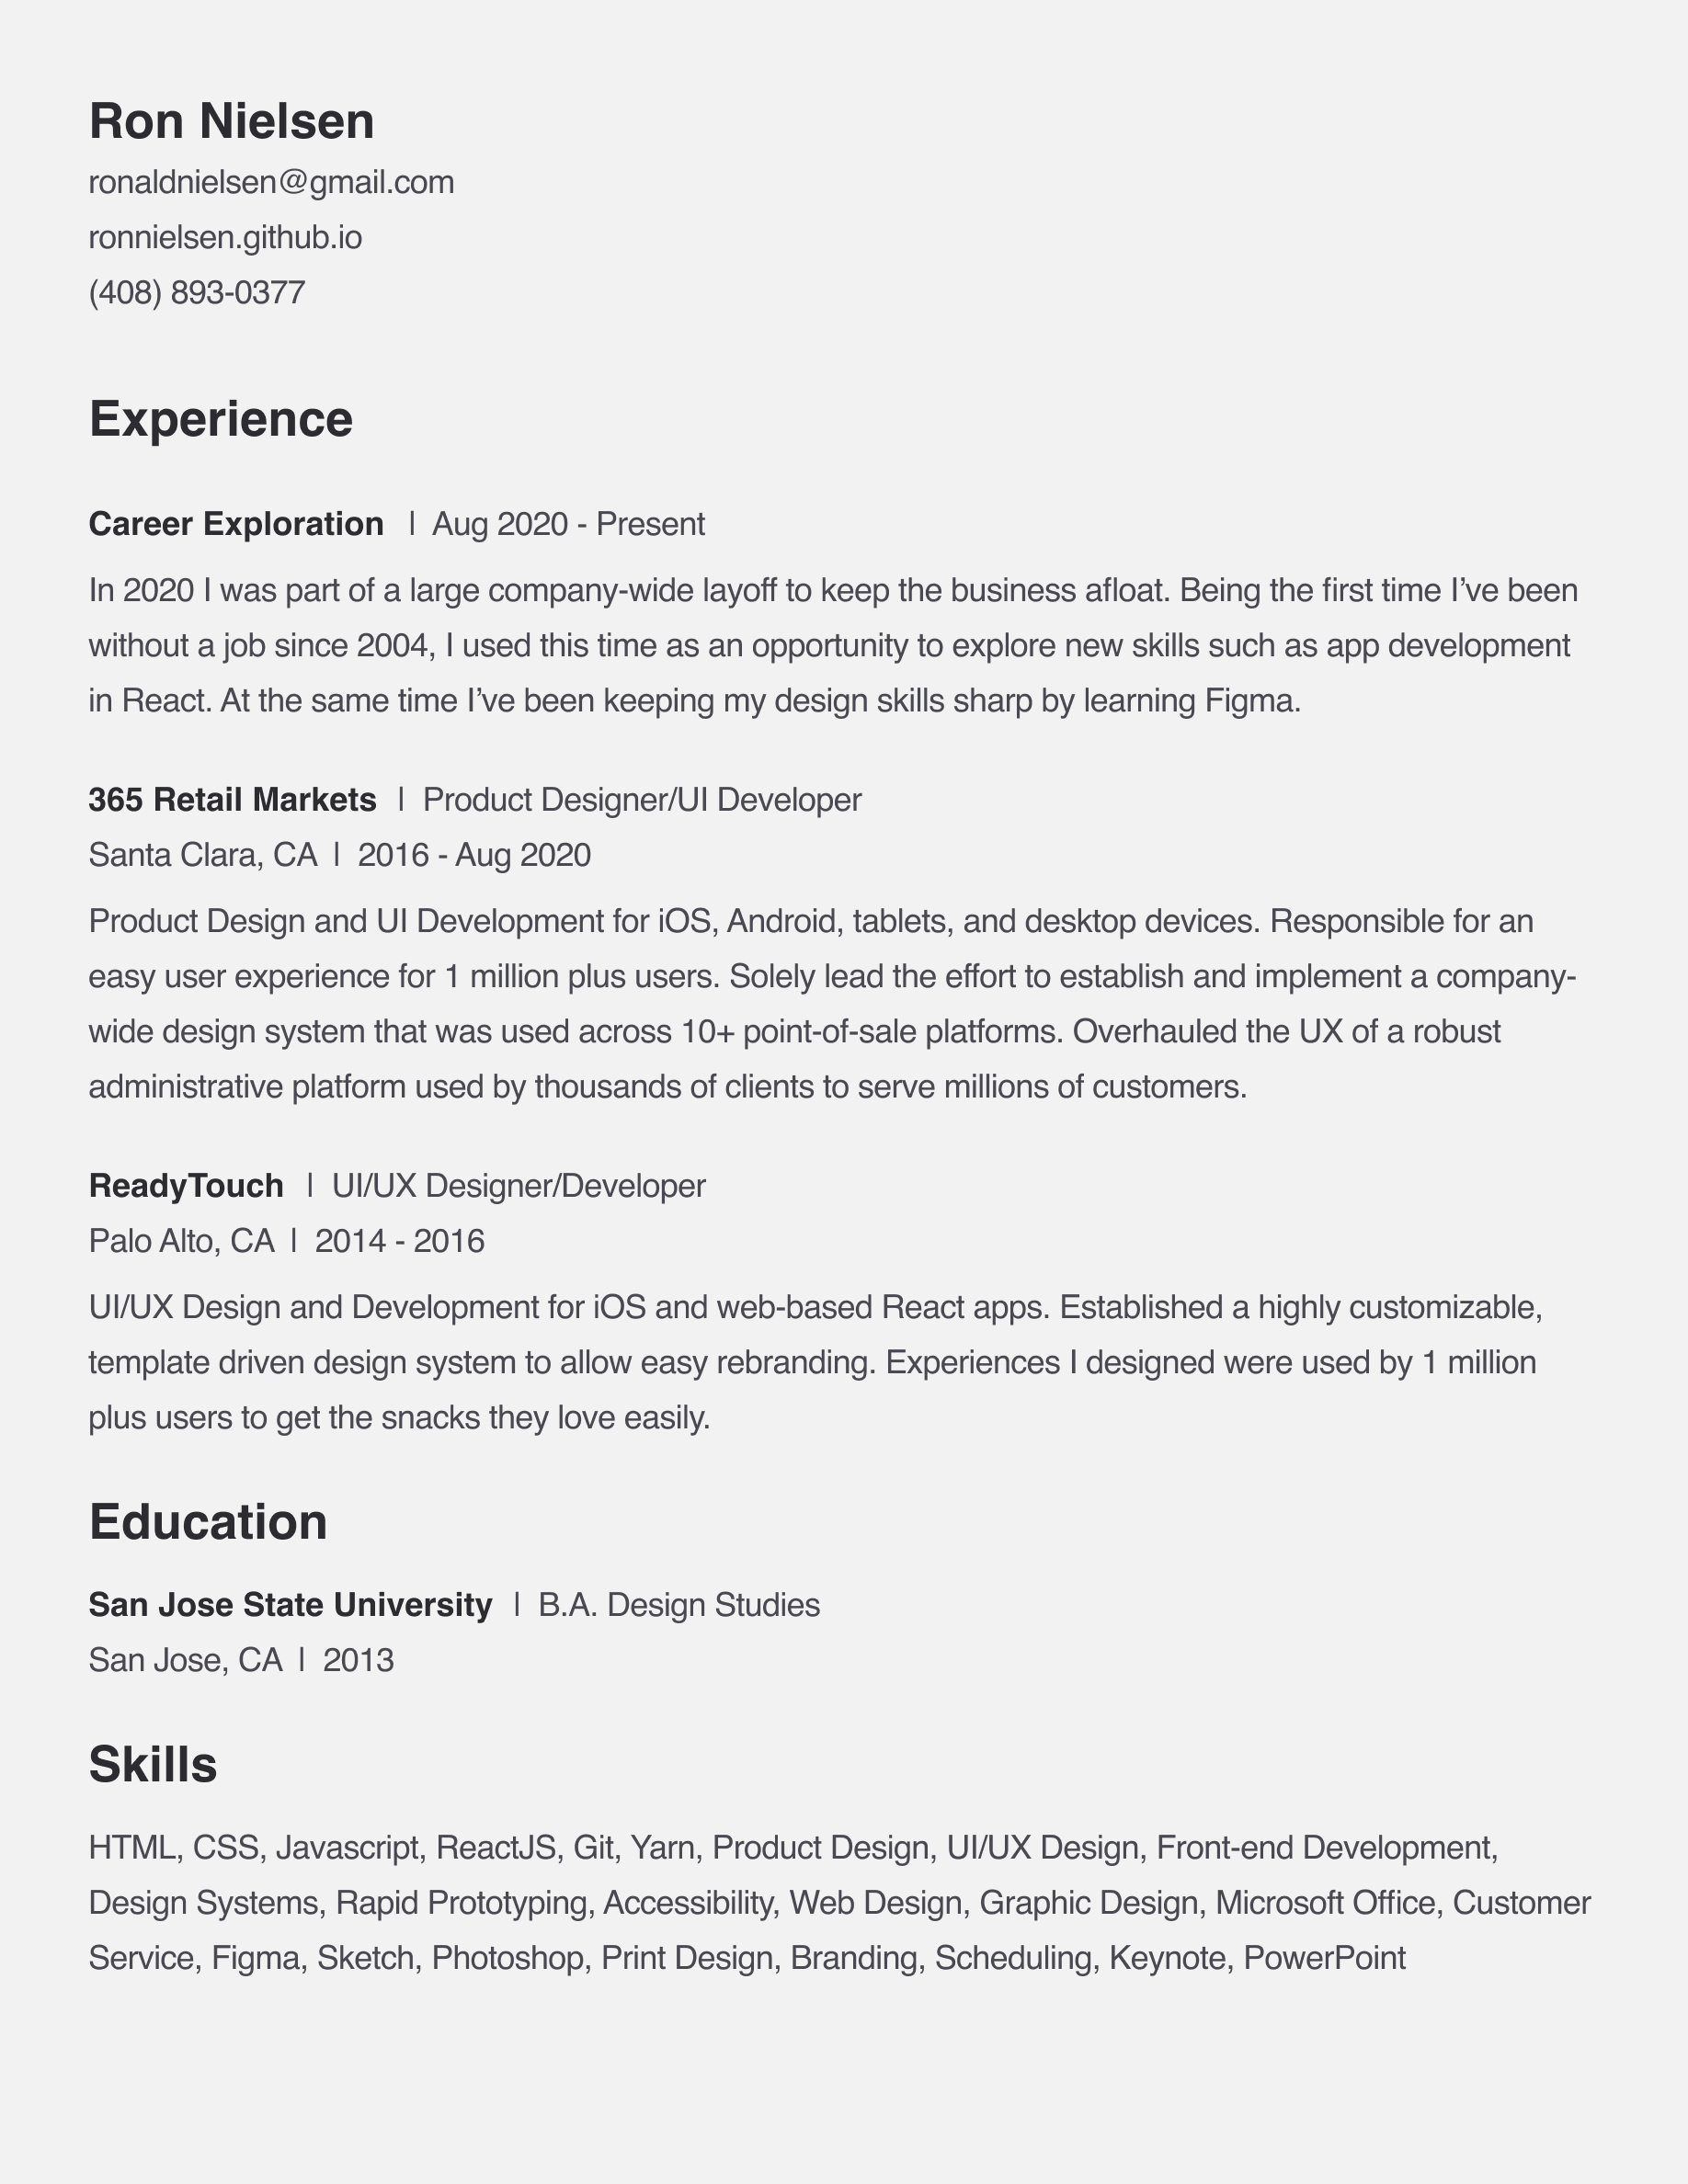 Ron Nielsen
ronaldnielsen@gmail.com
ronnielsen.github.io
(408) 893-0377
Experience
Career Exploration | Aug 2020 - Present
In 2020 I was part of a large company-wide layoff to keep the business afloat. Being the first time I’ve been
without a job since 2004, I used this time as an opportunity to explore new skills such as app development
in React. At the same time I’ve been keeping my design skills sharp by learning Figma.
365 Retail Markets | Product Designer/UI Developer
Santa Clara, CA | 2016 - Aug 2020
Product Design and UI Development for iOS, Android, tablets, and desktop devices. Responsible for an
easy user experience for 1 million plus users. Solely lead the effort to establish and implement a company-
wide design system that was used across 10+ point-of-sale platforms. Overhauled the UX of a robust
administrative platform used by thousands of clients to serve millions of customers.
ReadyTouch | UI/UX Designer/Developer
Palo Alto, CA | 2014 - 2016
UI/UX Design and Development for iOS and web-based React apps. Established a highly customizable,
template driven design system to allow easy rebranding. Experiences I designed were used by 1 million
plus users to get the snacks they love easily.
Education
San Jose State University | B.A. Design Studies
San Jose, CA | 2013
Skills
HTML, CSS, Javascript, ReactJS, Git, Yarn, Product Design, UI/UX Design, Front-end Development,
Design Systems, Rapid Prototyping, Accessibility, Web Design, Graphic Design, Microsoft Office, Customer
Service, Figma, Sketch, Photoshop, Print Design, Branding, Scheduling, Keynote, PowerPoint